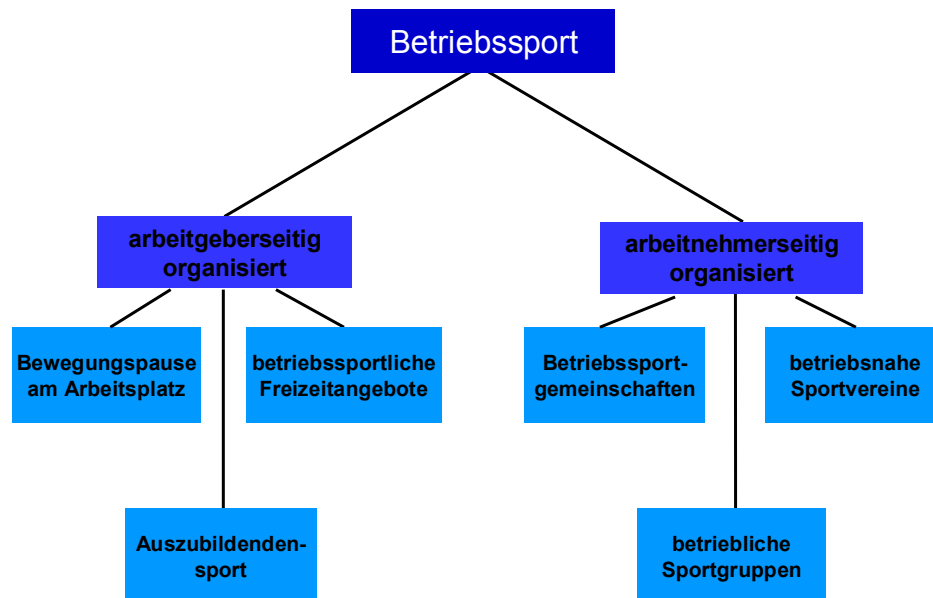 Betriebssport
arbeitgeberseitig
organisiert
arbeitnehmerseitig
organisiert
Bewegungspause
am Arbeitsplatz
betriebssportliche
Freizeitangebote
Betriebssport-
gemeinschaften
betriebsnahe
Sportvereine
Auszubildenden-
sport
betriebliche
Sportgruppen